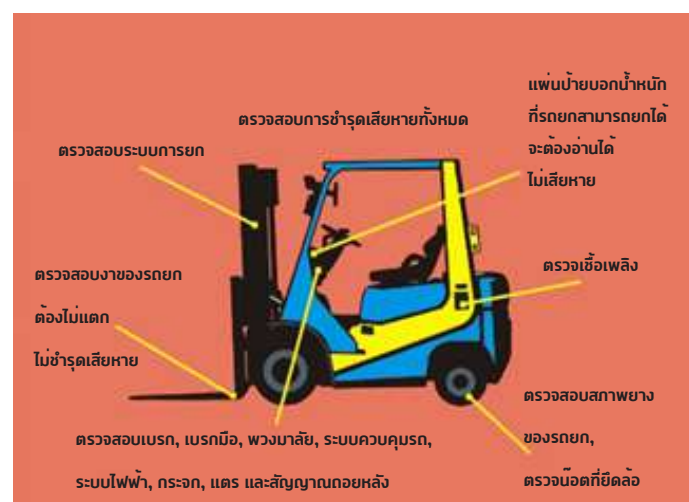 แผ่นป้ายบอกน้ำหนัก
ที่รถยกสามารถยกได้
จะต้องอ่านได้
ไม่เสียหาย
ตรวจสอบการชำรุดเสียหายทั้งหมด
ตรวจสอบระบบการยก
ตรวจเชื้อเพลิง
ตรวจสอบงาของรถยก
ต้องไม่แตก
ไม่ชำรุดเสียหาย
ตรวจสอบสภาพยาง
ของรถยก,
ตรวจน๊อตที่ยึดล้อ
ตรวจสอบเบรก, เบรกมือ, พวงมาลัย, ระบบควบคุมรถ,
ระบบไฟฟ้า, กระจก, แตร และสัญญาณถอยหลัง